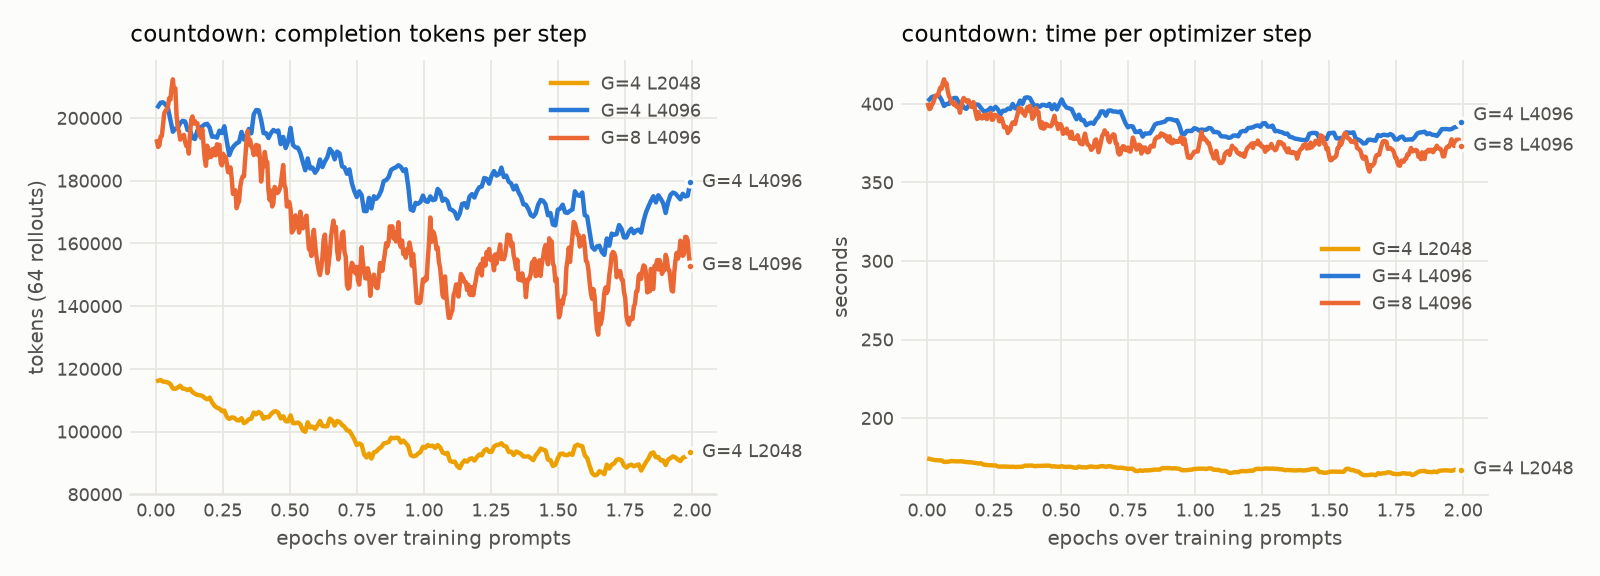 countdown: completion tokens per step
tokens (64 rollouts)
200000
180000
160000
140000
120000
100000
80000
0.00 0.25 0.50 0.75 1.00 1.25 1.50 1.75 2.00
epochs over training prompts
G=4 L2048
G=4 L4096
G=8 L4096
G=4 L4096
G=8 L4096
G=4 L2048
countdown: time per optimizer step
seconds
400
350
300
250
200
0.00 0.25 0.50 0.75 1.00 1.25 1.50 1.75 2.00
epochs over training prompts
G=4 L4096
G=8 L4096
G=4 L2048
G=4 L4096
G=8 L4096
G=4 L2048